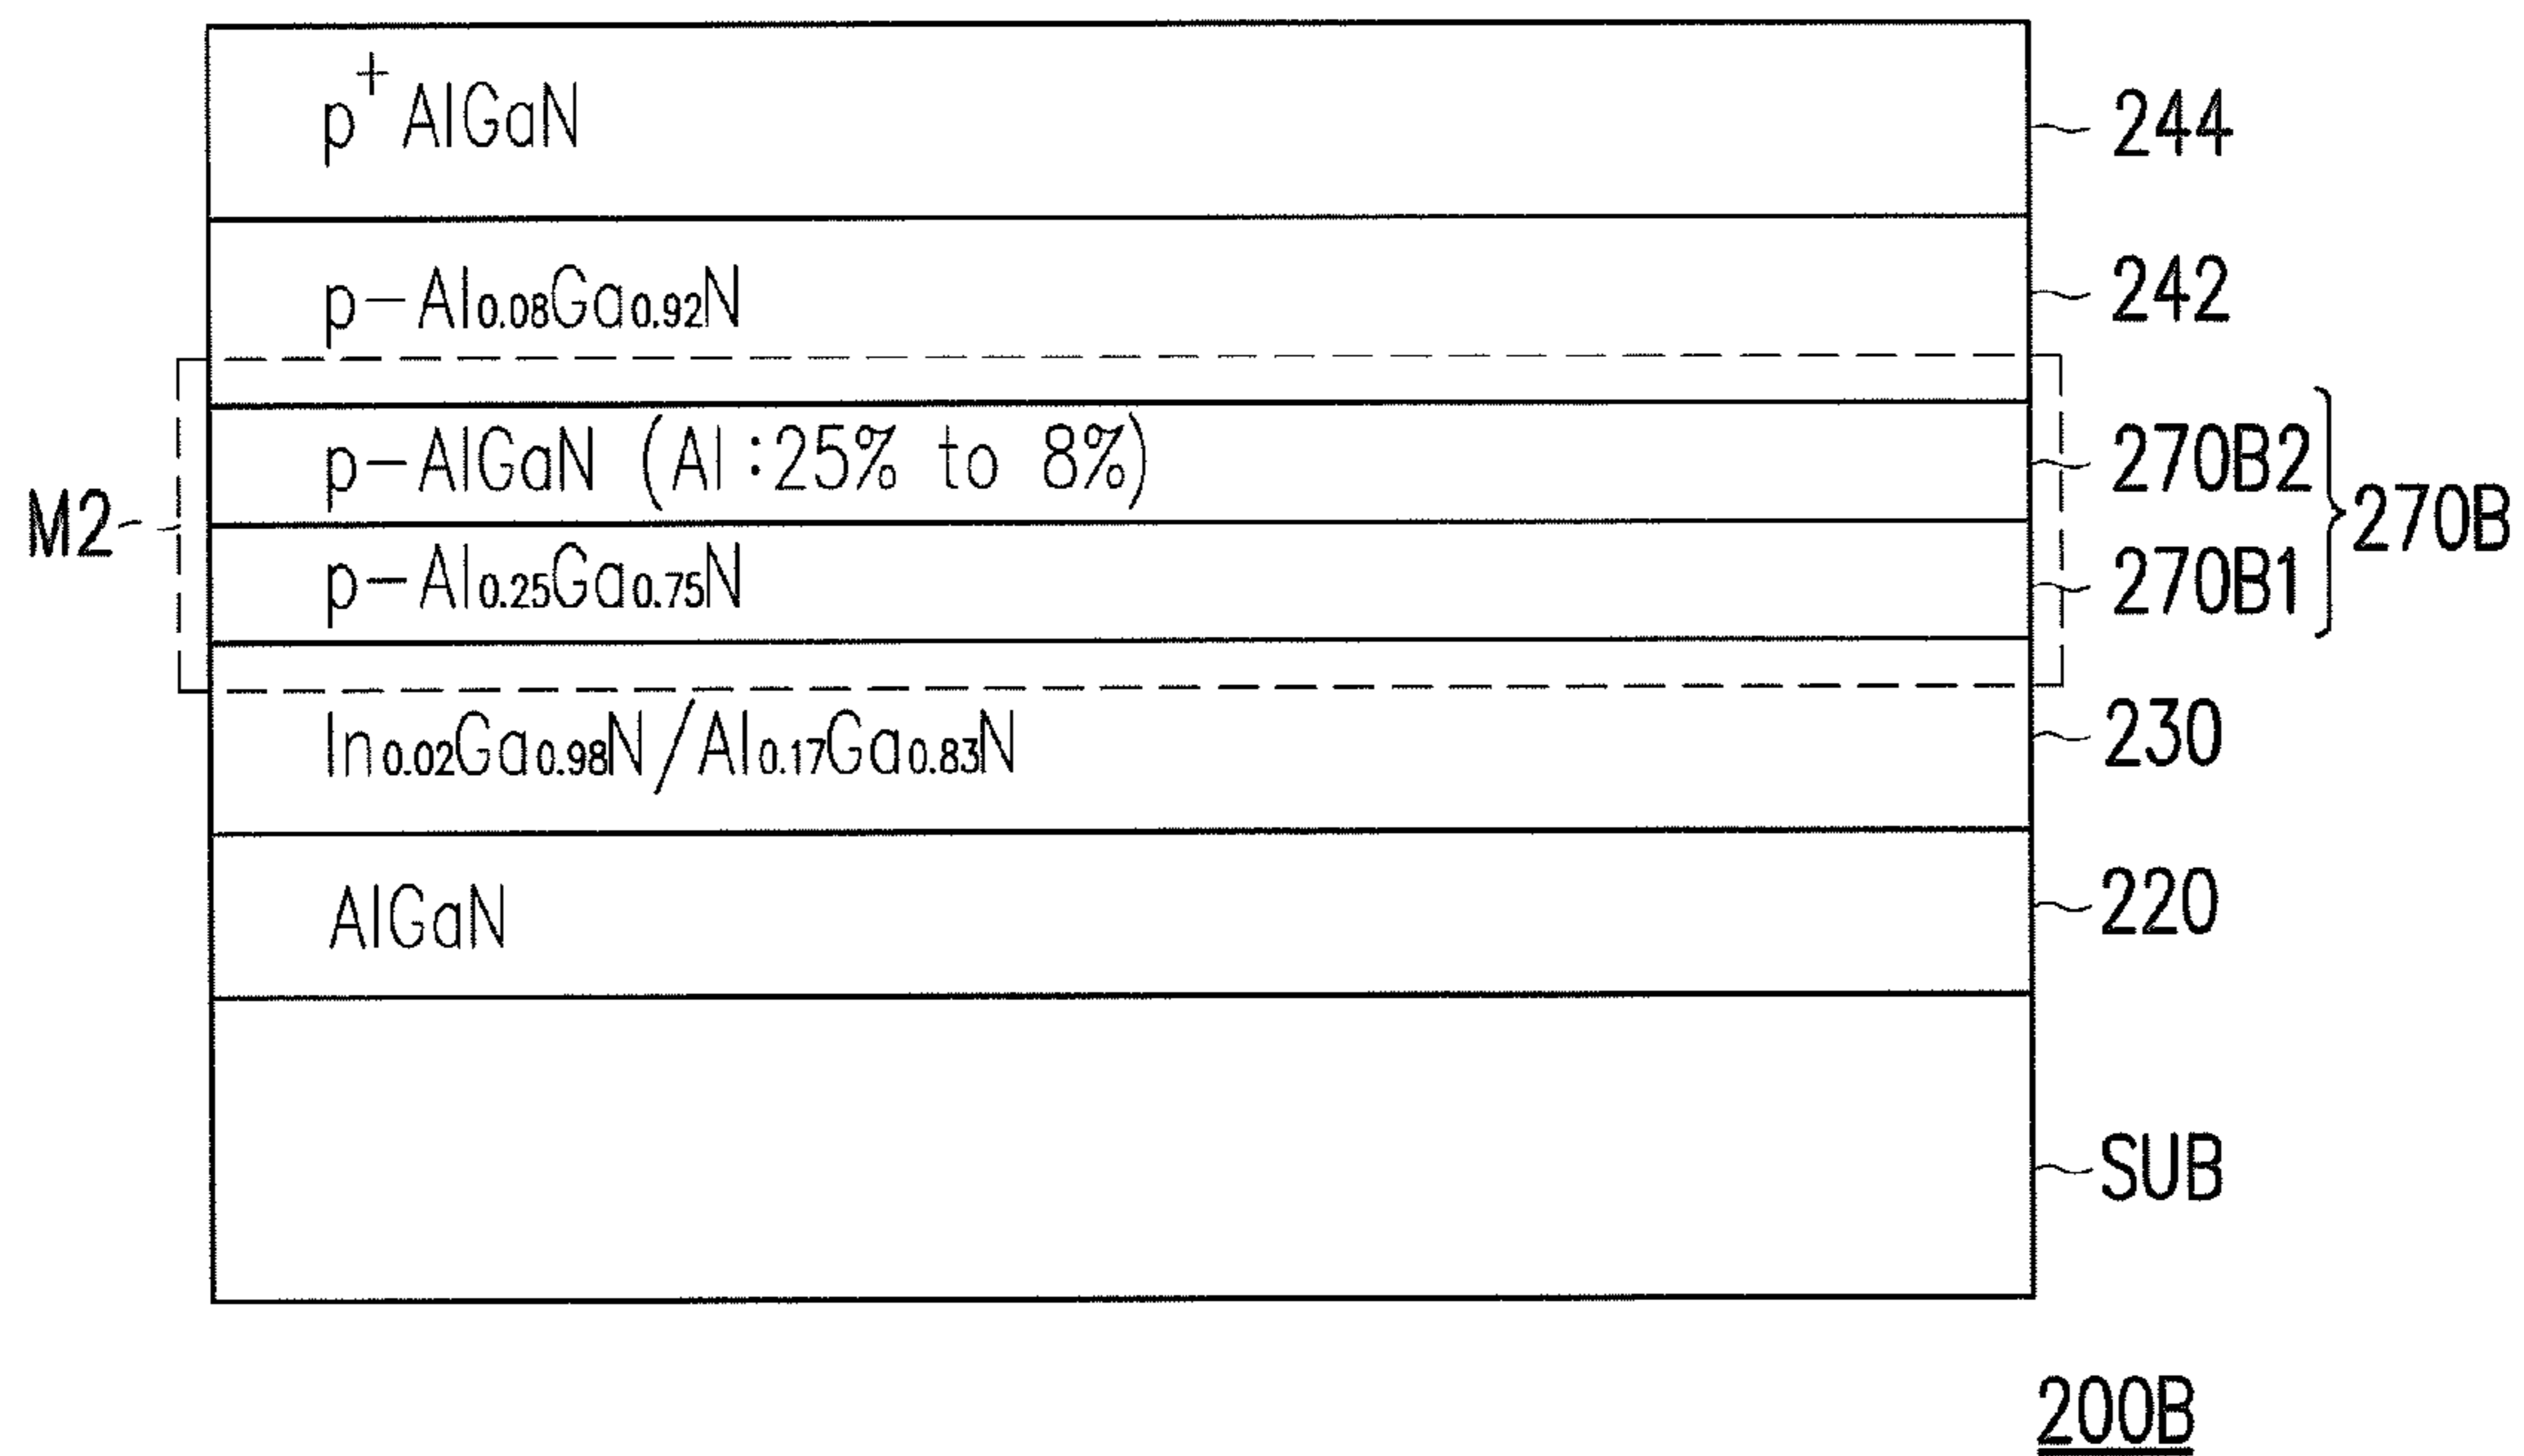 p⁺ AlGaN 244
p-Al₀.₀₈Ga₀.₉₂N 242
p-AlGaN (Al:25% to 8%) 270B2
M2 270B
p-Al₀.₂₅Ga₀.₇₅N 270B1
In₀.₀₂Ga₀.₉₈N/Al₀.₁₇Ga₀.₈₃N 230
AlGaN 220
SUB
200B